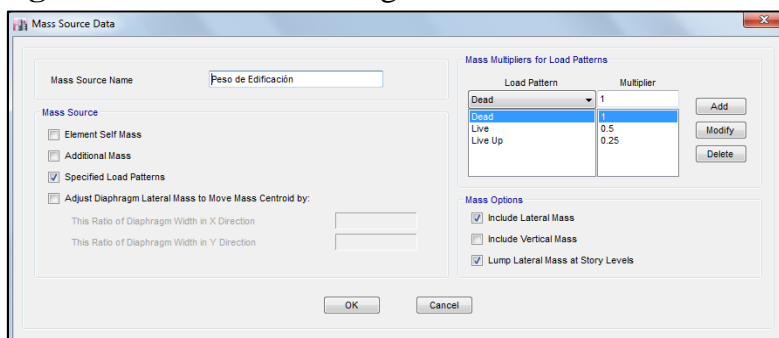 Mass Source Data
Mass Source Name
Peso de Edificación
Mass Source
Element Self Mass
Additional Mass
Specified Load Patterns
Adjust Diaphragm Lateral Mass to Move Mass Centroid by:
This Ratio of Diaphragm Width in X Direction
This Ratio of Diaphragm Width in Y Direction
Mass Multipliers for Load Patterns
Load Pattern Multiplier
Dead 1
Dead 1
Live 0.5
Live Up 0.25
Add
Modify
Delete
Mass Options
Include Lateral Mass
Include Vertical Mass
Lump Lateral Mass at Story Levels
OK Cancel